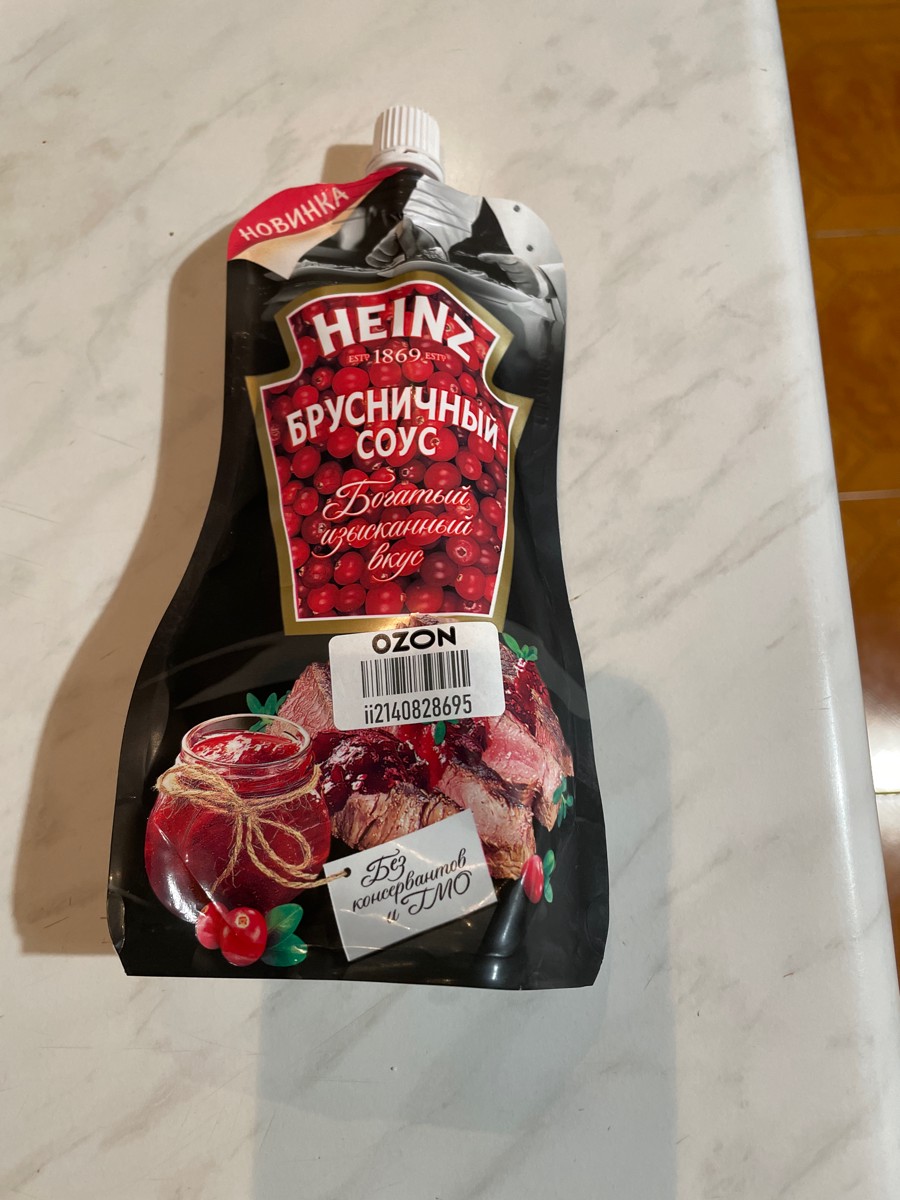 НОВИНКА
HEINZ
ESTD 1869 ESTD
БРУСНИЧНЫЙ
СОУС
Богатый
изысканный
вкус
OZON
ii2140828695
Без
консервантов
и ГМО